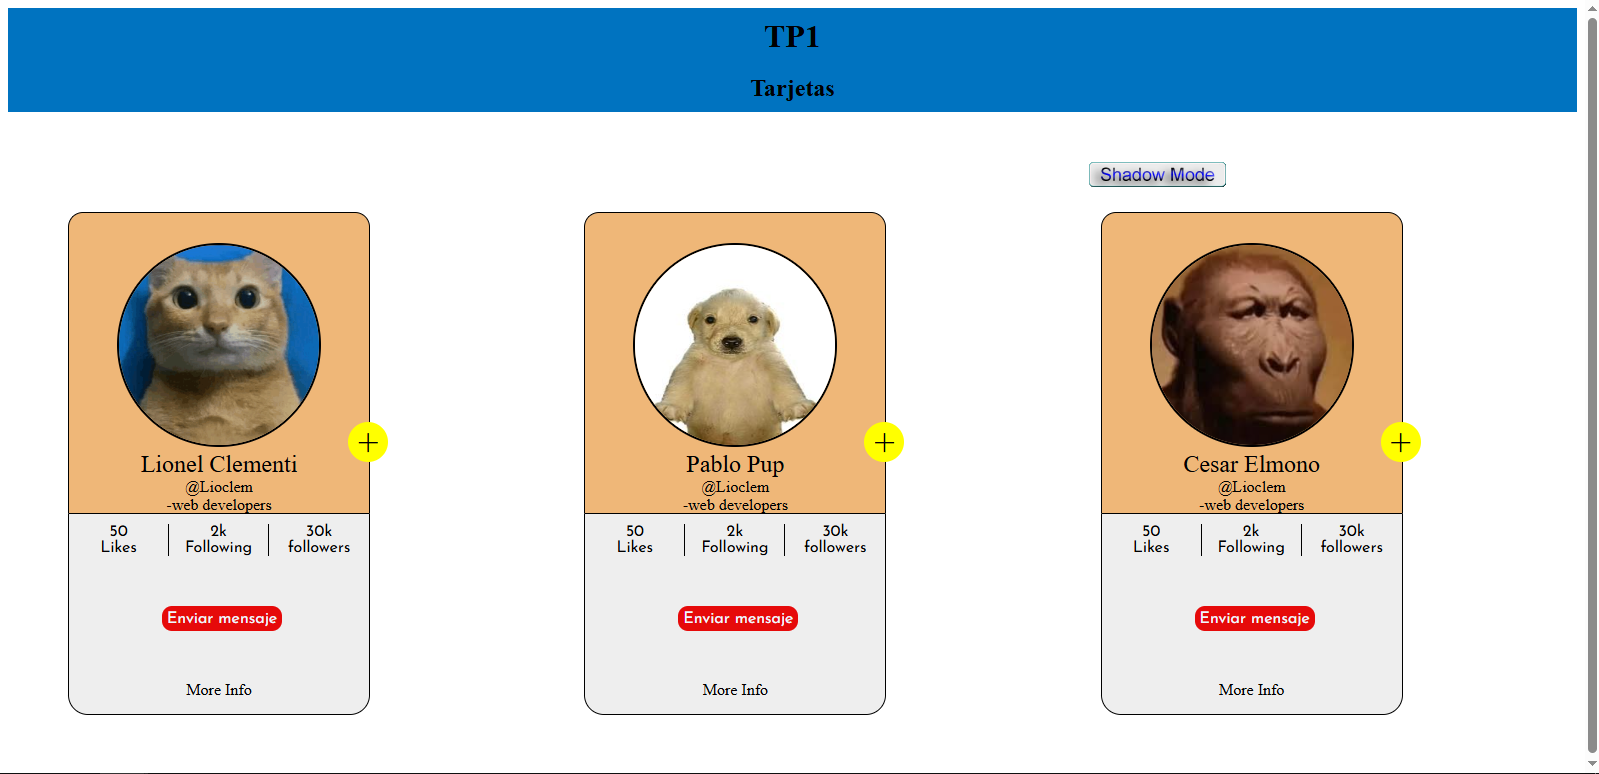 TP1
Tarjetas
Shadow Mode
Lionel Clementi
@Lioclem
-web developers
50
Likes
2k
Following
30k
followers
Enviar mensaje
More Info
Pablo Pup
@Lioclem
-web developers
50
Likes
2k
Following
30k
followers
Enviar mensaje
More Info
Cesar Elmono
@Lioclem
-web developers
50
Likes
2k
Following
30k
followers
Enviar mensaje
More Info